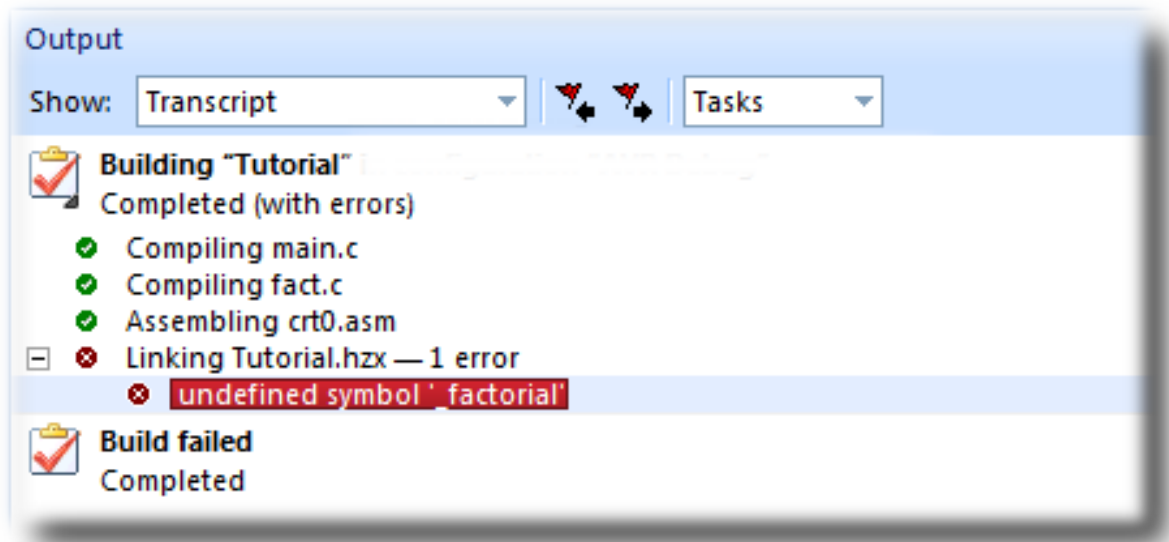 Output
Show: Transcript Tasks
Building “Tutorial”
Completed (with errors)
Compiling main.c
Compiling fact.c
Assembling crt0.asm
Linking Tutorial.hzx — 1 error
undefined symbol '_factorial'
Build failed
Completed